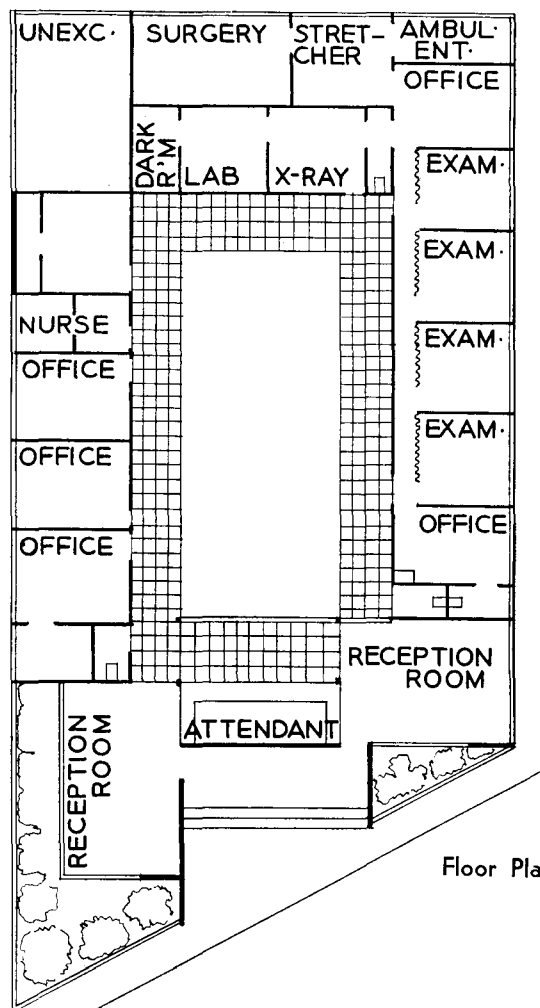 UNEXC·
SURGERY
STRET-
CHER
AMBUL·
ENT·
OFFICE
DARK
R'M
LAB
X-RAY
EXAM·
EXAM·
EXAM·
EXAM·
OFFICE
NURSE
OFFICE
OFFICE
OFFICE
RECEPTION
ROOM
ATTENDANT
RECEPTION
ROOM
Floor Pla